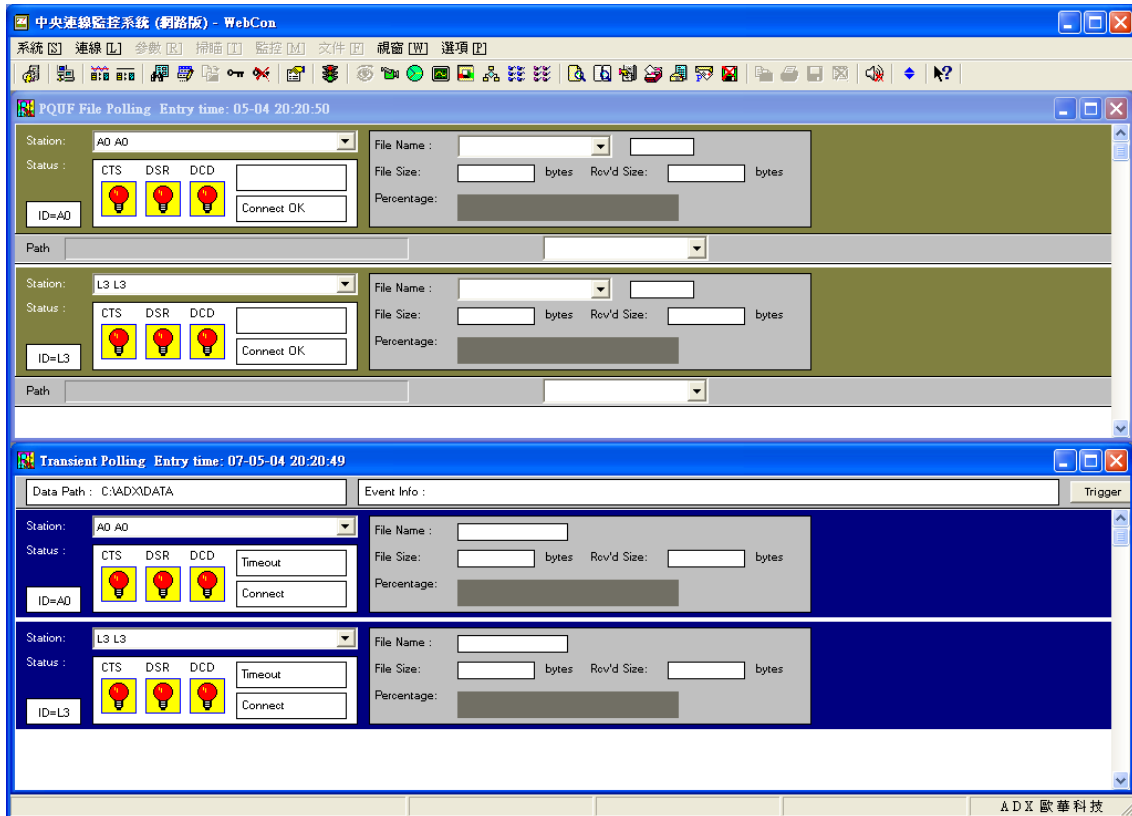 中央連線監控系統 (網路版) - WebCon
系統[S] 連線[L] 參數[R] 掃瞄[T] 監控[M] 文件[F] 視窗[W] 選項[P]
PQUF File Polling Entry time: 05-04 20:20:50
Station: A0 A0 File Name :
Status : CTS DSR DCD File Size: bytes Rcv'd Size: bytes
Percentage:
ID=A0 Connect OK
Path
Station: L3 L3 File Name :
Status : CTS DSR DCD File Size: bytes Rcv'd Size: bytes
Percentage:
ID=L3 Connect OK
Path
Transient Polling Entry time: 07-05-04 20:20:49
Data Path : C:\ADX\DATA Event Info : Trigger
Station: A0 A0 File Name :
Status : CTS DSR DCD Timeout File Size: bytes Rcv'd Size: bytes
Percentage:
ID=A0 Connect
Station: L3 L3 File Name :
Status : CTS DSR DCD Timeout File Size: bytes Rcv'd Size: bytes
Percentage:
ID=L3 Connect
ADX 歐華科技